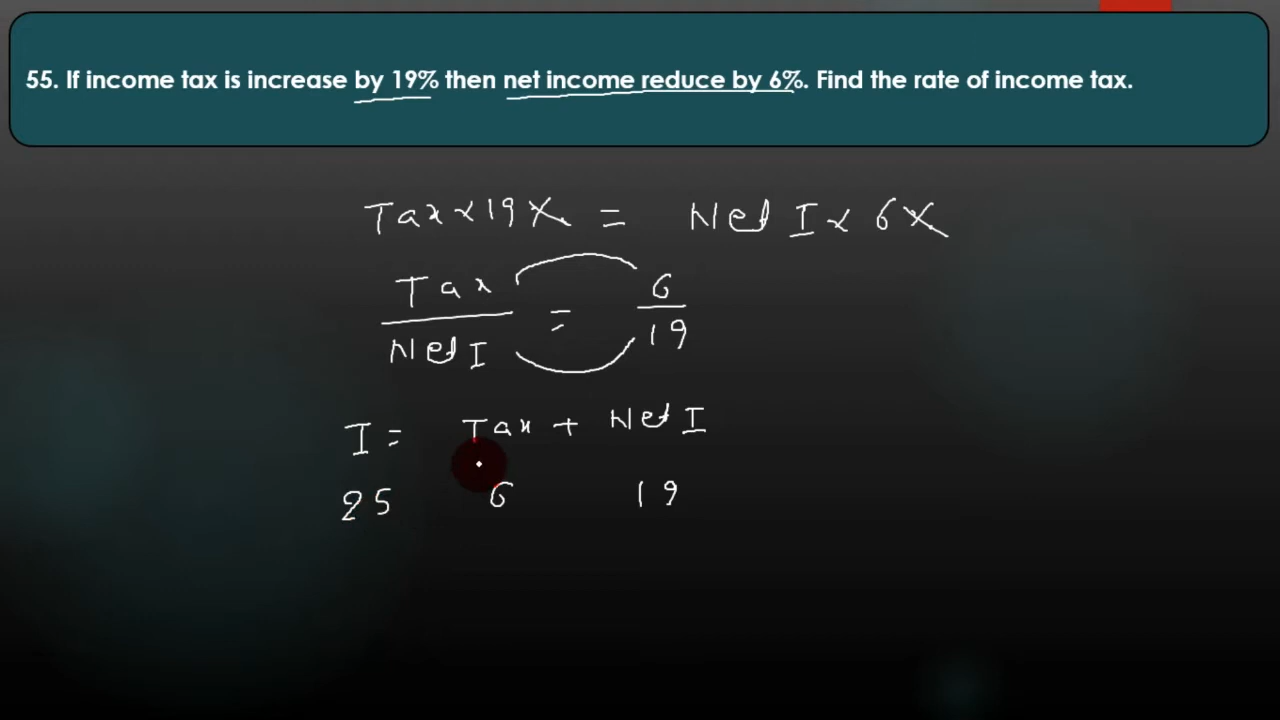 55. If income tax is increase by 19% then net income reduce by 6%. Find the rate of income tax.
Tax × 19% = Net I × 6%
Tax / Net I = 6 / 19
I = Tax + Net I
25 6 19